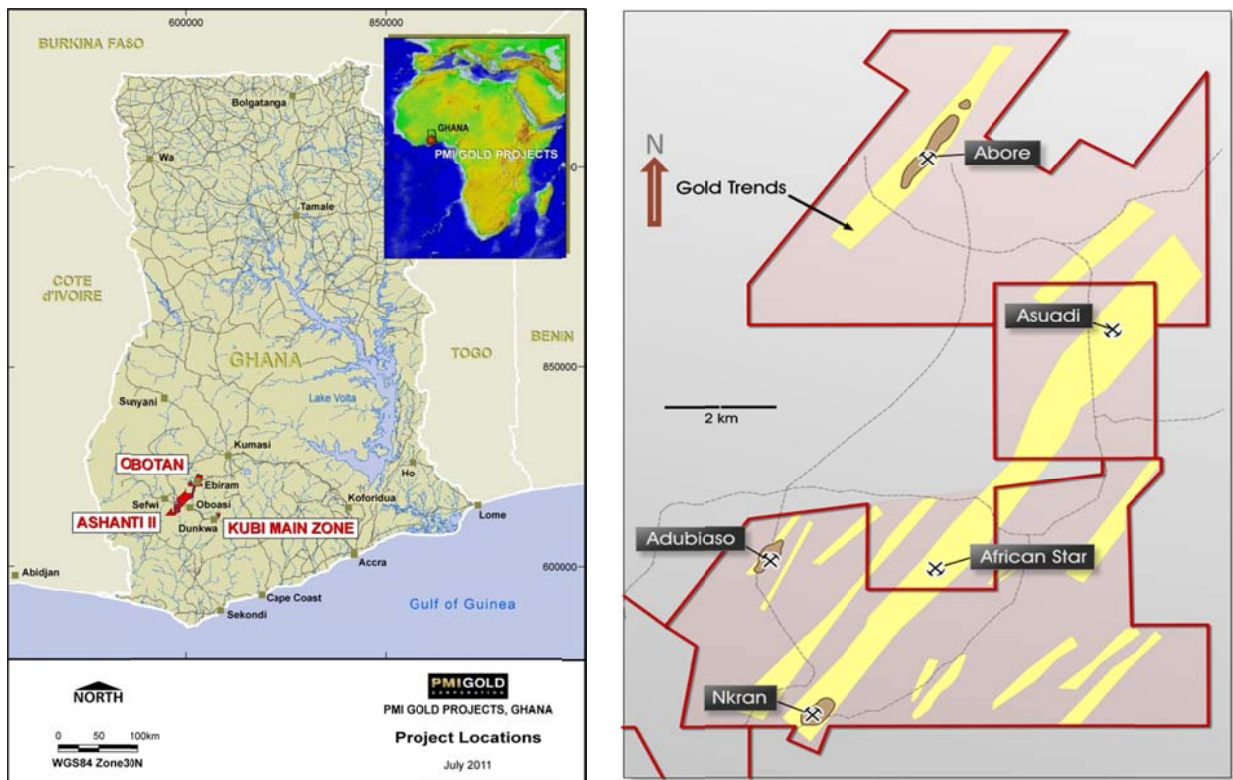 600000
850000
BURKINA FASO
Bolgatanga
Wa
GHANA
PMI GOLD PROJECTS
Tamale
COTE
d'IVOIRE
BENIN
GHANA
TOGO
850000
Lake Volta
Sunyani
Kumasi
OBOTAN
Ebiram
Ho
Sefwi
Oboasi
Koforidua
ASHANTI II
Dunkwa
KUBI MAIN ZONE
Lome
Accra
600000
Abidjan
Cape Coast
Gulf of Guinea
Sekondi
NORTH
PMIGOLD
CORPORATION
PMI GOLD PROJECTS, GHANA
Project Locations
0 50 100km
WGS84 Zone30N
July 2011
N
Abore
Gold Trends
Asuadi
2 km
Adubiaso
African Star
Nkran